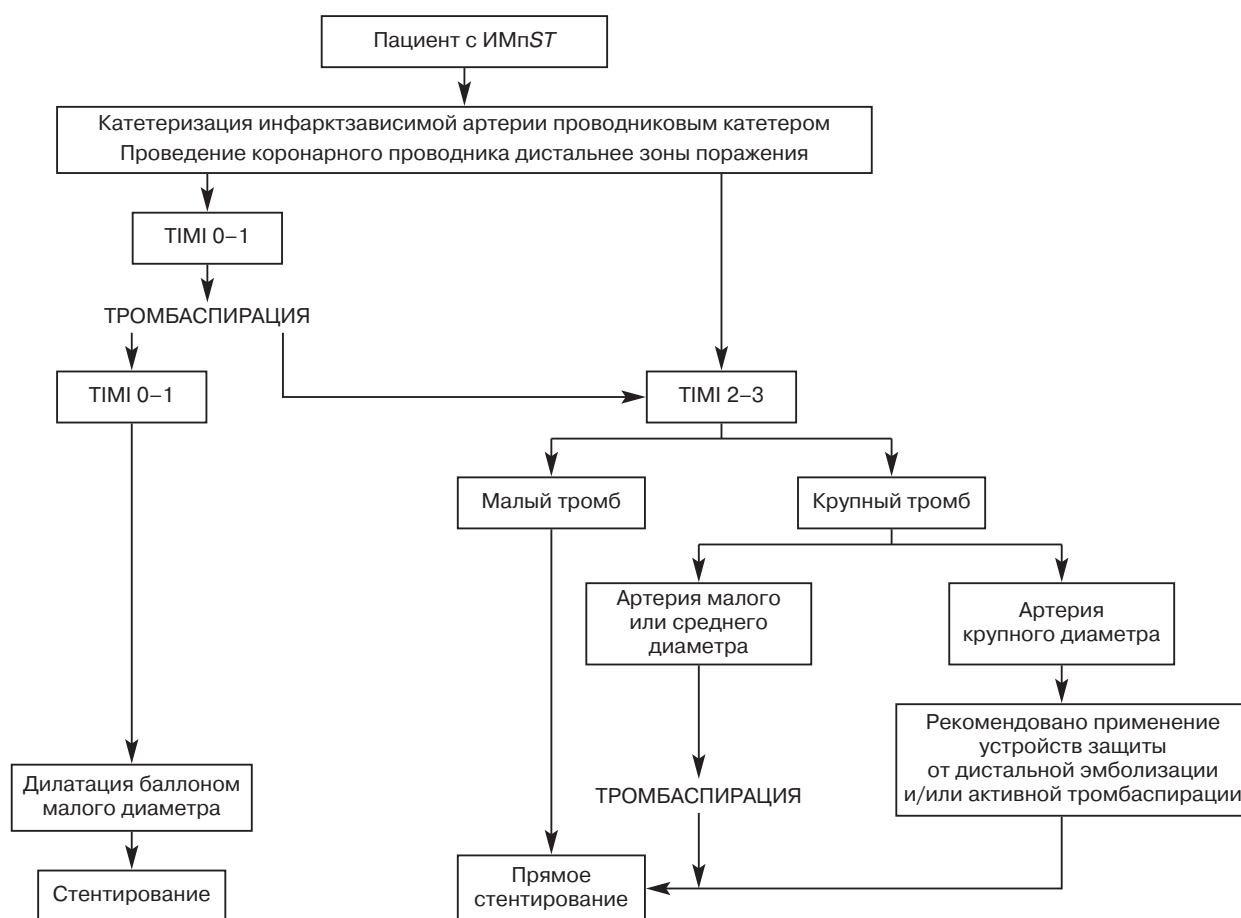 Пациент с ИМпST
Катетеризация инфарктзависимой артерии проводниковым катетером
Проведение коронарного проводника дистальнее зоны поражения
TIMI 0–1
ТРОМБАСПИРАЦИЯ
TIMI 0–1
TIMI 2–3
Малый тромб
Крупный тромб
Артерия малого
или среднего
диаметра
Артерия
крупного диаметра
Рекомендовано применение
устройств защиты
от дистальной эмболизации
и/или активной тромбаспирации
Дилатация баллоном
малого диаметра
ТРОМБАСПИРАЦИЯ
Стентирование
Прямое
стентирование